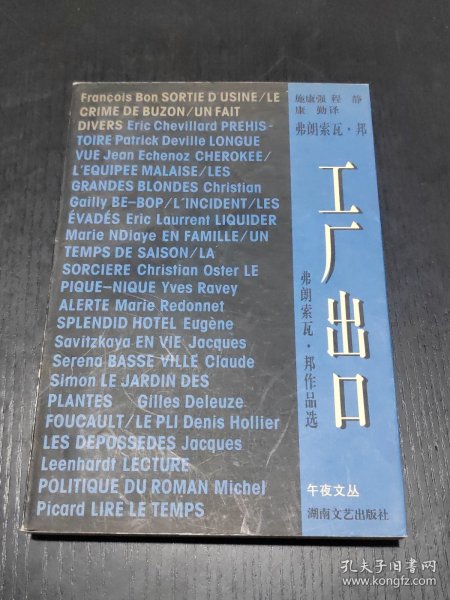 François Bon SORTIE D'USINE/LE
CRIME DE BUZON/UN FAIT
DIVERS Eric Chevillard PREHIS-
TOIRE Patrick Deville LONGUE
VUE Jean Echenoz CHEROKEE/
L'EQUIPEE MALAISE/LES
GRANDES BLONDES Christian
Gailly BE-BOP/L'INCIDENT/LES
ÉVADÉS Eric Laurrent LIQUIDER
Marie NDiaye EN FAMILLE/UN
TEMPS DE SAISON/LA
SORCIERE Christian Oster LE
PIQUE-NIQUE Yves Ravey
ALERTE Marie Redonnet
SPLENDID HOTEL Eugène
Savitzkaya EN VIE Jacques
Serena BASSE VILLE Claude
Simon LE JARDIN DES
PLANTES Gilles Deleuze
FOUCAULT/LE PLI Denis Hollier
LES DEPOSSEDES Jacques
Leenhardt LECTURE
POLITIQUE DU ROMAN Michel
Picard LIRE LE TEMPS
施康强 程 静
康 勤译
弗朗索瓦·邦
工厂出口
弗朗索瓦·邦作品选
午夜文丛
湖南文艺出版社
孔夫子旧书网
www.kongfz.com